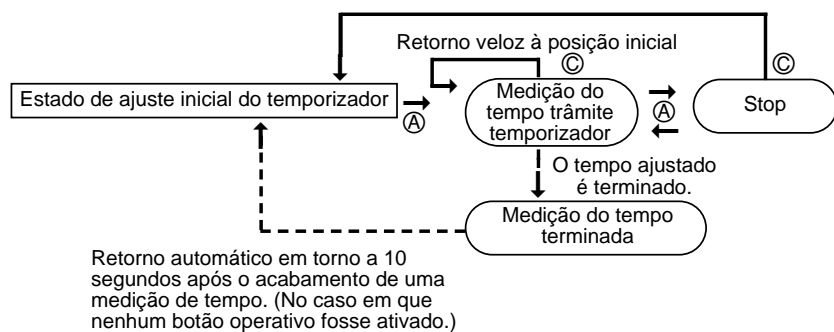 Retorno veloz à posição inicial
Ⓒ
Ⓒ
Estado de ajuste inicial do temporizador
Ⓐ
Medição do
tempo trâmite
temporizador
Ⓐ
Stop
O tempo ajustado
é terminado.
Medição do tempo
terminada
Retorno automático em torno a 10
segundos após o acabamento de uma
medição de tempo. (No caso em que
nenhum botão operativo fosse ativado.)